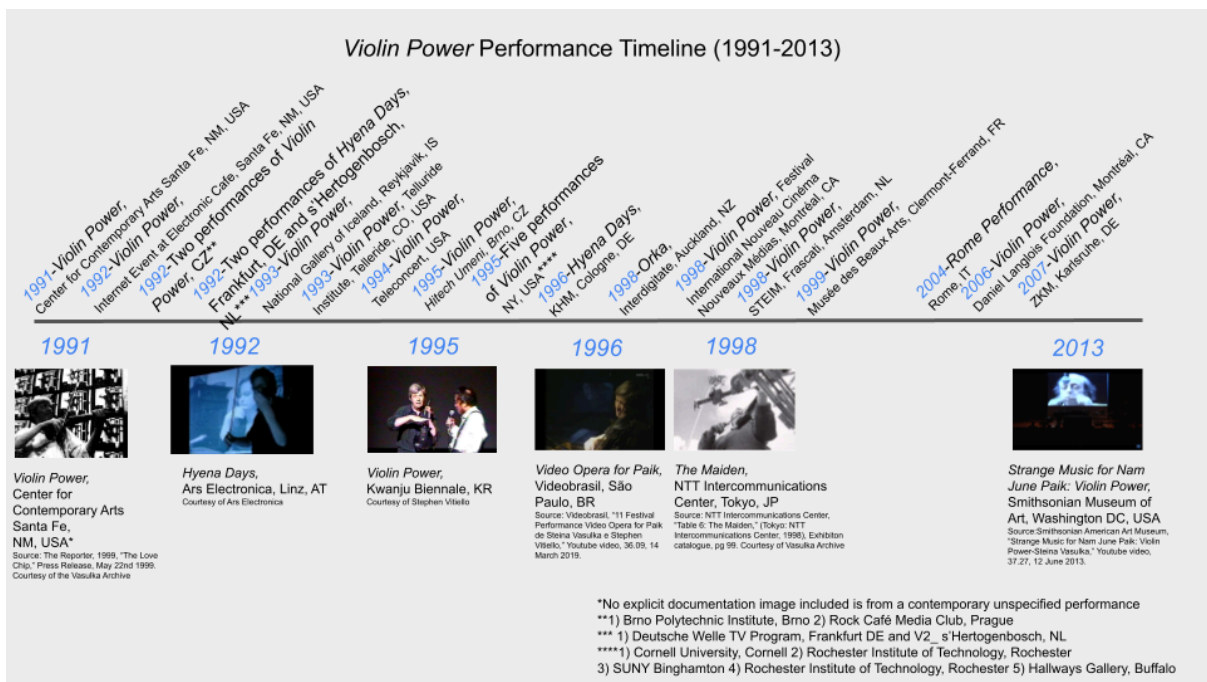 Violin Power Performance Timeline (1991-2013)
1991-Violin Power,
Center for Contemporary Arts Santa Fe, NM, USA
1992-Violin Power,
Internet Event at Electronic Cafe, Santa Fe, NM, USA
1992-Two performances of Violin
Power, CZ**
1992-Two performances of Hyena Days,
Frankfurt, DE and s'Hertogenbosch,
NL***
1993-Violin Power,
National Gallery of Iceland, Reykjavik, IS
1993-Violin Power, Telluride
Institute, Telleride, CO, USA
1994-Violin Power,
Teleconcert, USA
1995-Violin Power,
Hitech Umeni, Brno, CZ
1995-Five performances
of Violin Power,
NY, USA****
1996-Hyena Days,
KHM, Cologne, DE
1998-Orka,
Interdigitate, Auckland, NZ
1998-Violin Power, Festival
International Nouveau Cinéma
Nouveaux Médias, Montréal, CA
1998-Violin Power,
STEIM, Frascati, Amsterdam, NL
1999-Violin Power,
Musée des Beaux Arts, Clermont-Ferrand, FR
2004-Rome Performance,
Rome, IT
2006-Violin Power,
Daniel Langlois Foundation, Montréal, CA
2007-Violin Power,
ZKM, Karlsruhe, DE
1991
Violin Power,
Center for
Contemporary Arts
Santa Fe,
NM, USA*
Source: The Reporter, 1999, "The Love
Chip," Press Release, May 22nd 1999.
Courtesy of the Vasulka Archive
1992
Hyena Days,
Ars Electronica, Linz, AT
Courtesy of Ars Electronica
1995
Violin Power,
Kwanju Biennale, KR
Courtesy of Stephen Vitiello
1996
Video Opera for Paik,
Videobrasil, São
Paulo, BR
Source: Videobrasil, "11 Festival
Performance Video Opera for Paik
de Steina Vasulka e Stephen
Vitiello," Youtube video, 36.09, 14
March 2019.
1998
The Maiden,
NTT Intercommunications
Center, Tokyo, JP
Source: NTT Intercommunications Center,
"Table 6: The Maiden," (Tokyo: NTT
Intercommunications Center, 1998), Exhibiton
catalogue, pg 99. Courtesy of Vasulka Archive
2013
Strange Music for Nam
June Paik: Violin Power,
Smithsonian Museum of
Art, Washington DC, USA
Source:Smithsonian American Art Museum,
"Strange Music for Nam June Paik: Violin
Power-Steina Vasulka," Youtube video,
37.27, 12 June 2013.
*No explicit documentation image included is from a contemporary unspecified performance
**1) Brno Polytechnic Institute, Brno 2) Rock Café Media Club, Prague
*** 1) Deutsche Welle TV Program, Frankfurt DE and V2_ s'Hertogenbosch, NL
****1) Cornell University, Cornell 2) Rochester Institute of Technology, Rochester
3) SUNY Binghamton 4) Rochester Institute of Technology, Rochester 5) Hallways Gallery, Buffalo